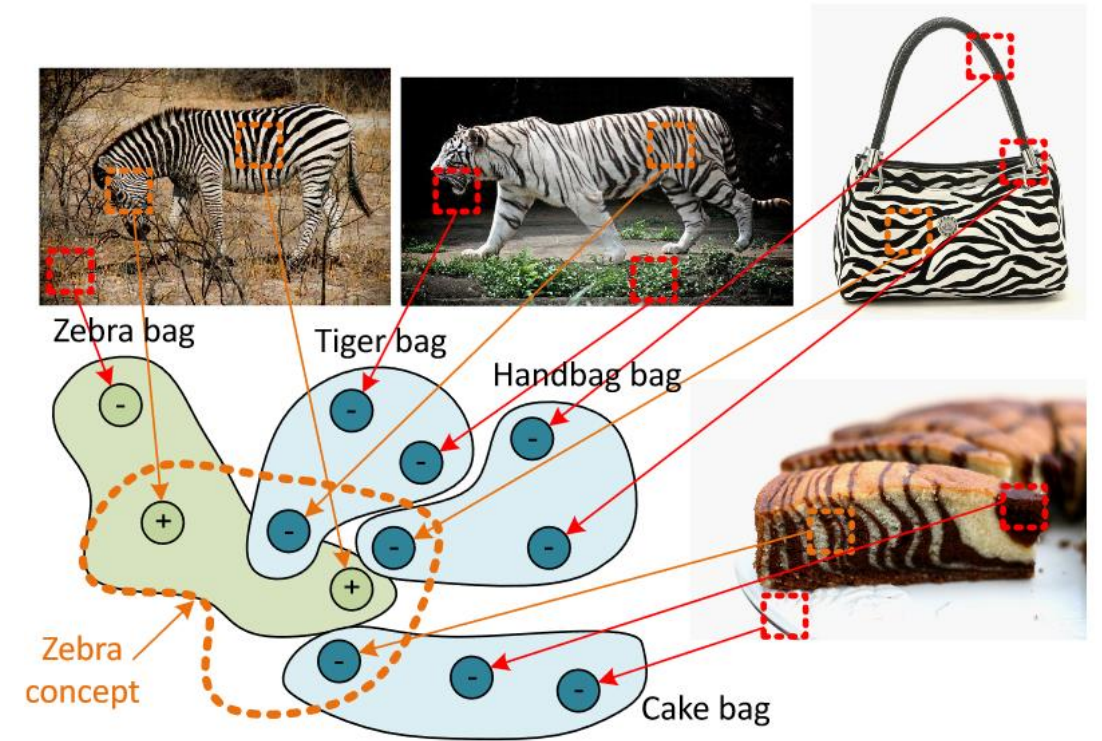 Zebra bag
Tiger bag
Handbag bag
-
-
-
-
+
-
-
-
+
-
-
-
Zebra
concept
Cake bag